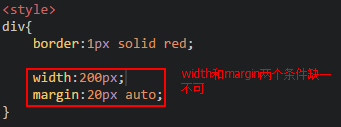 <style>
div{
border:1px solid red;
width:200px;
margin:20px auto;
}
width和margin两个条件缺一
不可